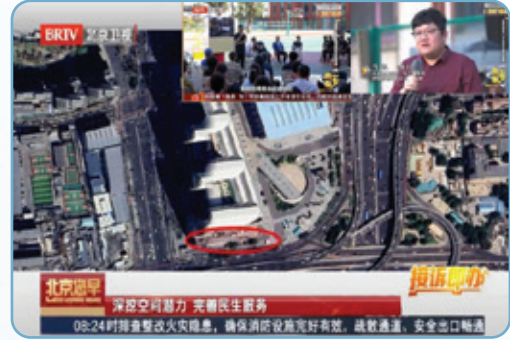 BRTV 北京卫视
北京您早
接诉即办
深挖空间潜力 完善民生服务
08:24 时排查整改火灾隐患，确保消防设施完好有效。疏散通道、安全出口畅通